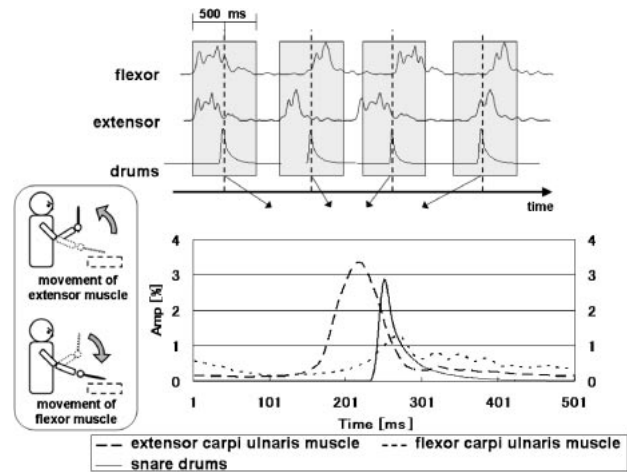 500 ms
flexor
extensor
drums
time
movement of
extensor muscle
movement of
flexor muscle
4
3
2
1
0
Amp [%]
4
3
2
1
0
1 101 201 301 401 501
Time [ms]
extensor carpi ulnaris muscle flexor carpi ulnaris muscle
snare drums